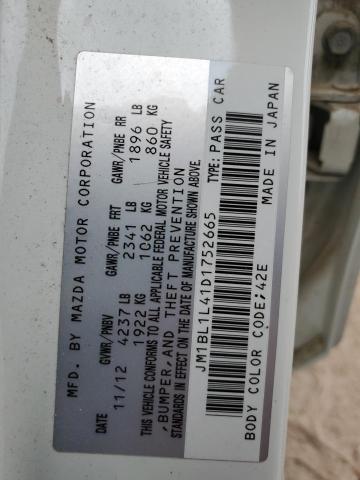 MFD. BY MAZDA MOTOR CORPORATION
DATE GVWR/PNBV GAWR/PNBE FRT GAWR/PNBE RR
11/12 4237 LB 2341 LB 1896 LB
1922 KG 1062 KG 860 KG
THIS VEHICLE CONFORMS TO ALL APPLICABLE FEDERAL MOTOR VEHICLE SAFETY
, BUMPER, AND THEFT PREVENTION
STANDARDS IN EFFECT ON THE DATE OF MANUFACTURE SHOWN ABOVE.
JM1BL1L41D1752665 TYPE: PASS CAR
BODY COLOR CODE;42E MADE IN JAPAN